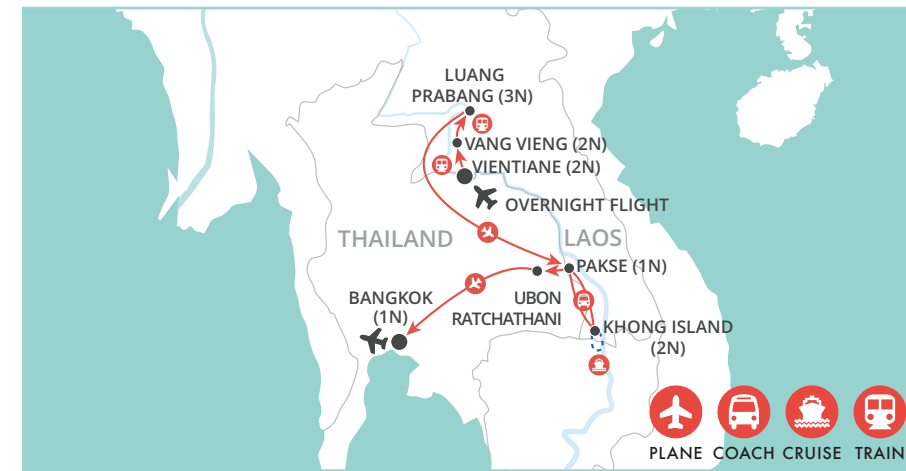 LUANG
PRABANG (3N)
VANG VIENG (2N)
VIENTIANE (2N)
OVERNIGHT FLIGHT
THAILAND
LAOS
PAKSE (1N)
BANGKOK
(1N)
UBON
RATCHATHANI
KHONG ISLAND
(2N)
PLANE
COACH
CRUISE
TRAIN